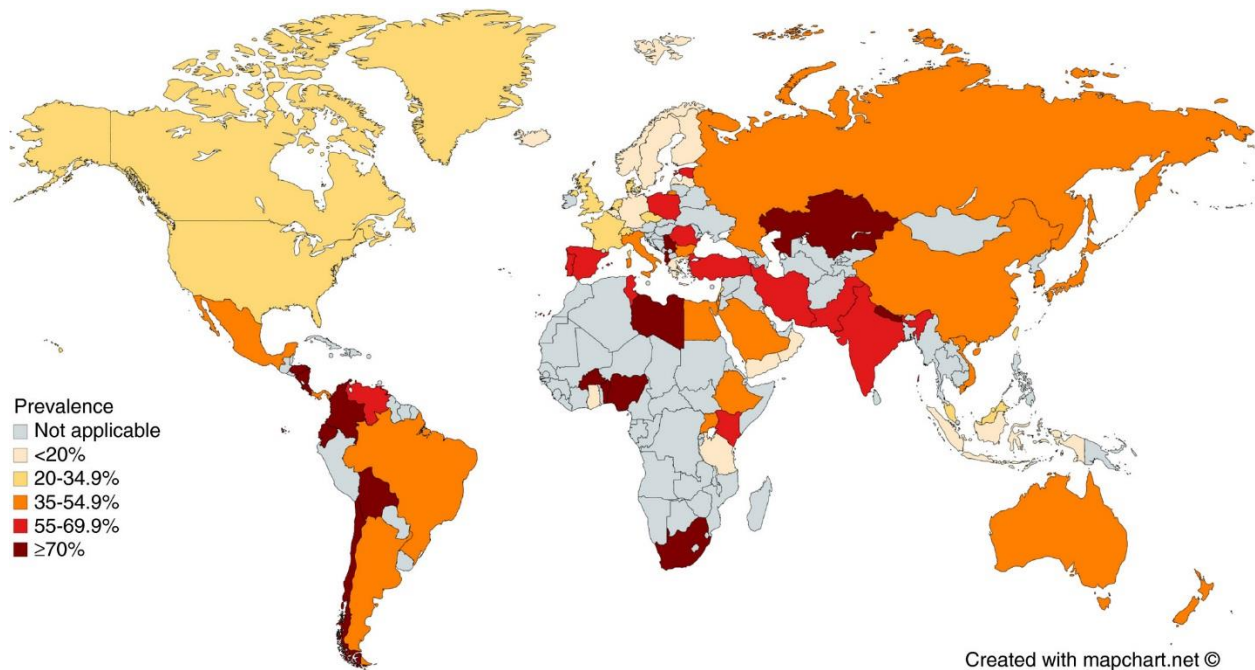 Prevalence
Not applicable
<20%
20-34.9%
35-54.9%
55-69.9%
≥70%
Created with mapchart.net ©